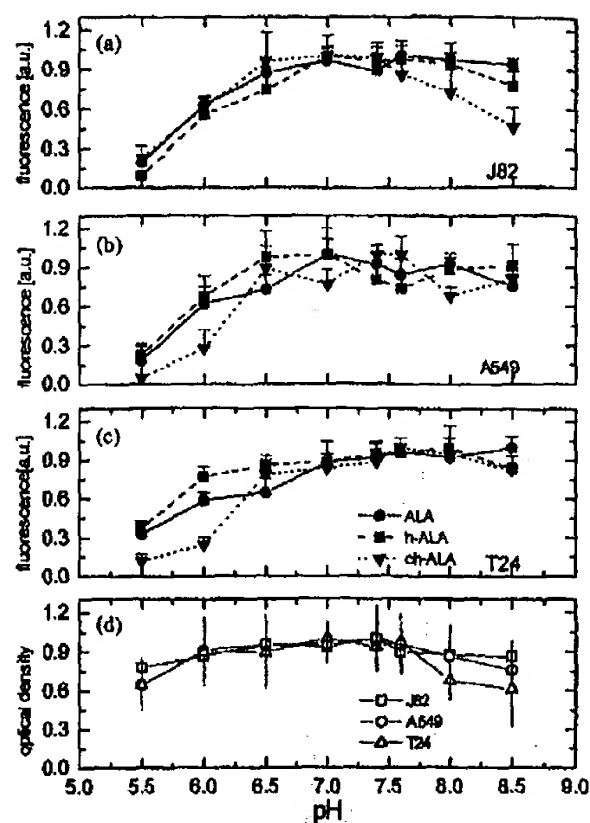 (a)
fluorescence [a.u.]
1.2
0.9
0.6
0.3
0.0
J82
(b)
fluorescence [a.u.]
1.2
0.9
0.6
0.3
0.0
A549
(c)
fluorescence[a.u.]
1.2
0.9
0.6
0.3
0.0
ALA
h-ALA
ch-ALA
T24
(d)
optical density
1.2
0.9
0.6
0.3
0.0
J82
A549
T24
5.0 5.5 6.0 6.5 7.0 7.5 8.0 8.5 9.0
pH